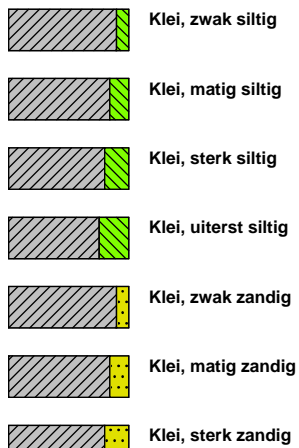 Klei, zwak siltig
Klei, matig siltig
Klei, sterk siltig
Klei, uiterst siltig
Klei, zwak zandig
Klei, matig zandig
Klei, sterk zandig